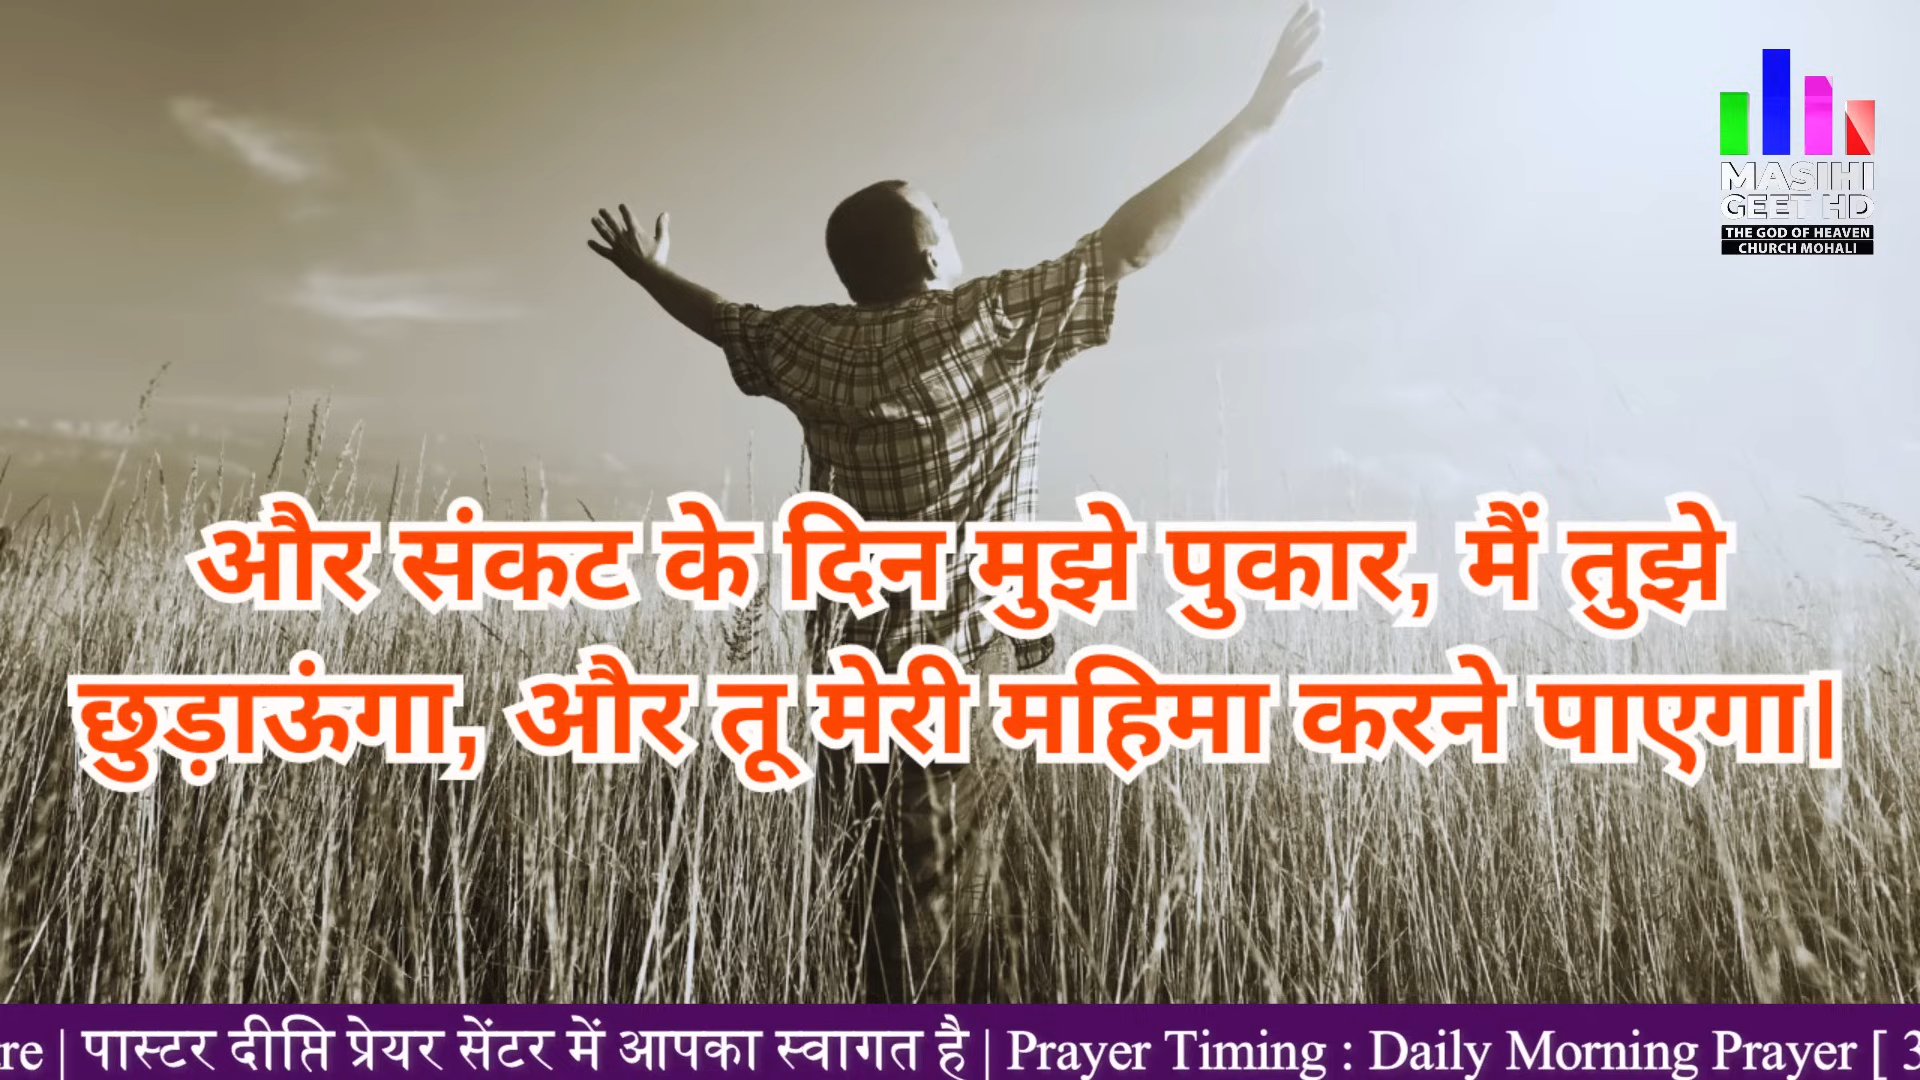 MASIHI
GEET HD
THE GOD OF HEAVEN
CHURCH MOHALI
और संकट के दिन मुझे पुकार, मैं तुझे
छुड़ाऊंगा, और तू मेरी महिमा करने पाएगा।
re | पास्टर दीप्ति प्रेयर सेंटर में आपका स्वागत है | Prayer Timing : Daily Morning Prayer [ 3